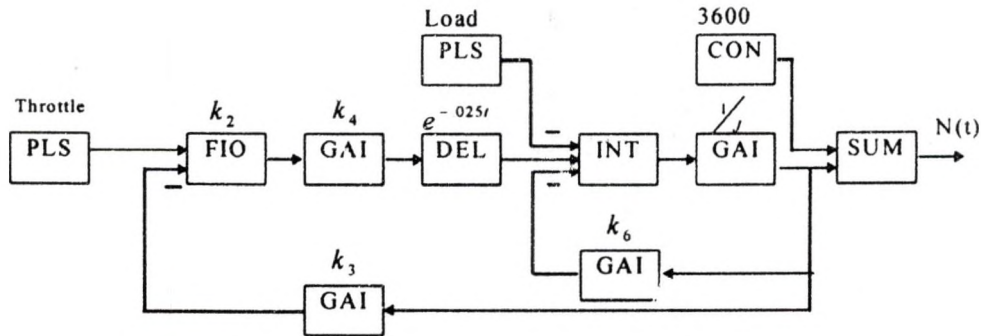 Load
3600
PLS
CON
Throttle
k₂
k₄
e^{-.025t}
1/J
N(t)
PLS
FIO
GAI
DEL
INT
GAI
SUM
k₆
GAI
k₃
GAI